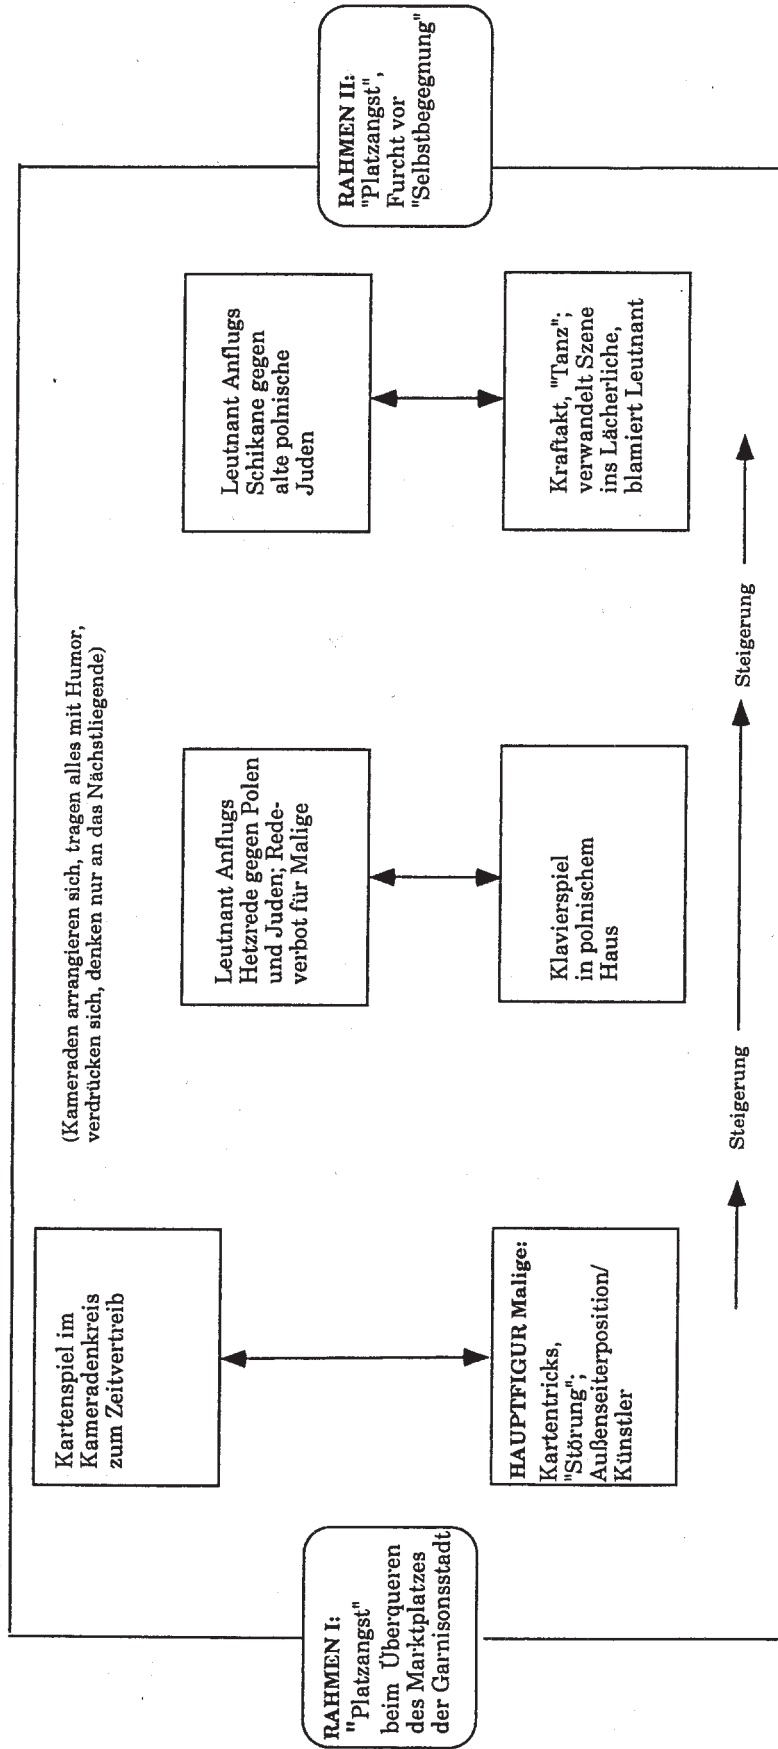 RAHMEN I:
"Platzangst"
beim Überqueren
des Marktplatzes
der Garnisonsstadt
Kartenspiel im
Kameradenkreis
zum Zeitvertreib
HAUPTFIGUR Malige:
Kartentricks,
"Störung";
Außenseiterposition/
Künstler
(Kameraden arrangieren sich, tragen alles mit Humor,
verdrücken sich, denken nur an das Nächstliegende)
Leutnant Anflugs
Hetzrede gegen Polen
und Juden; Rede-
verbot für Malige
Klavierspiel
in polnischem
Haus
Leutnant Anflugs
Schikane gegen
alte polnische
Juden
Kraftakt, "Tanz";
verwandelt Szene
ins Lächerliche,
blamiert Leutnant
RAHMEN II:
"Platzangst",
Furcht vor
"Selbstbegegnung"
Steigerung
Steigerung